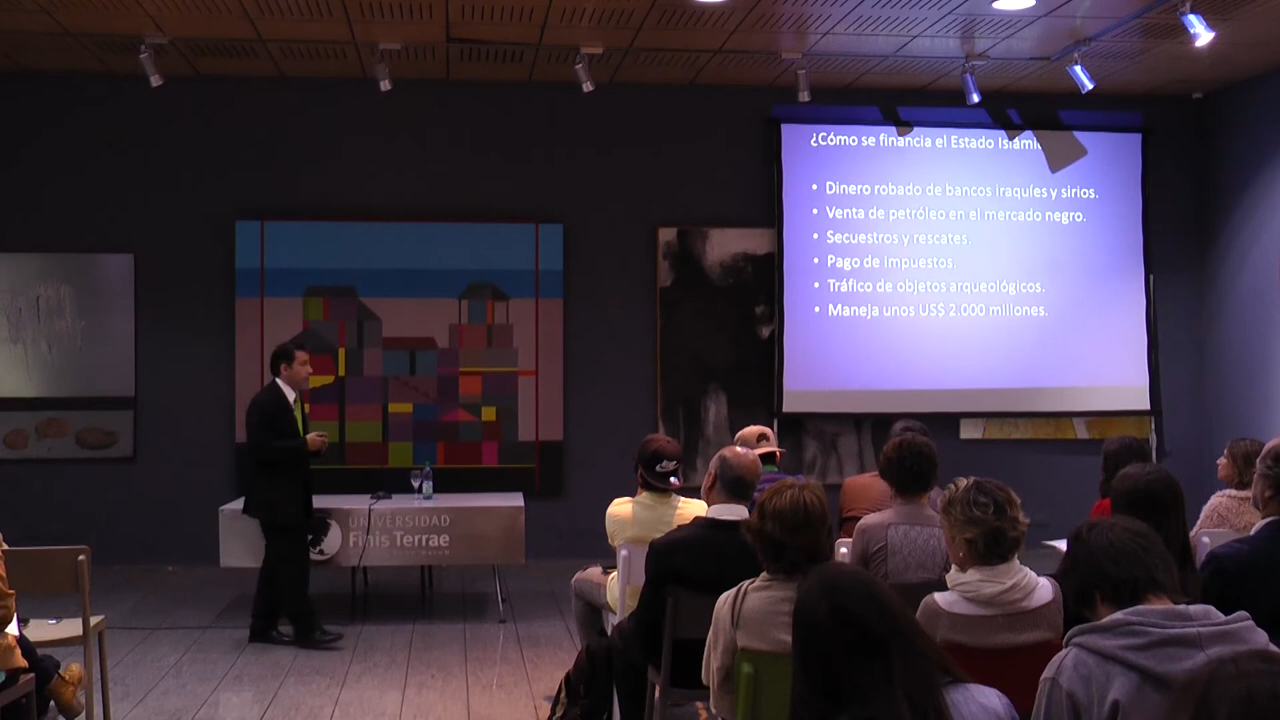 ¿Cómo se financia el Estado Islámi
• Dinero robado de bancos iraquíes y sirios.
• Venta de petróleo en el mercado negro.
• Secuestros y rescates.
• Pago de impuestos.
• Tráfico de objetos arqueológicos.
• Maneja unos US$ 2.000 millones.
UNIVERSIDAD
Finis Terrae